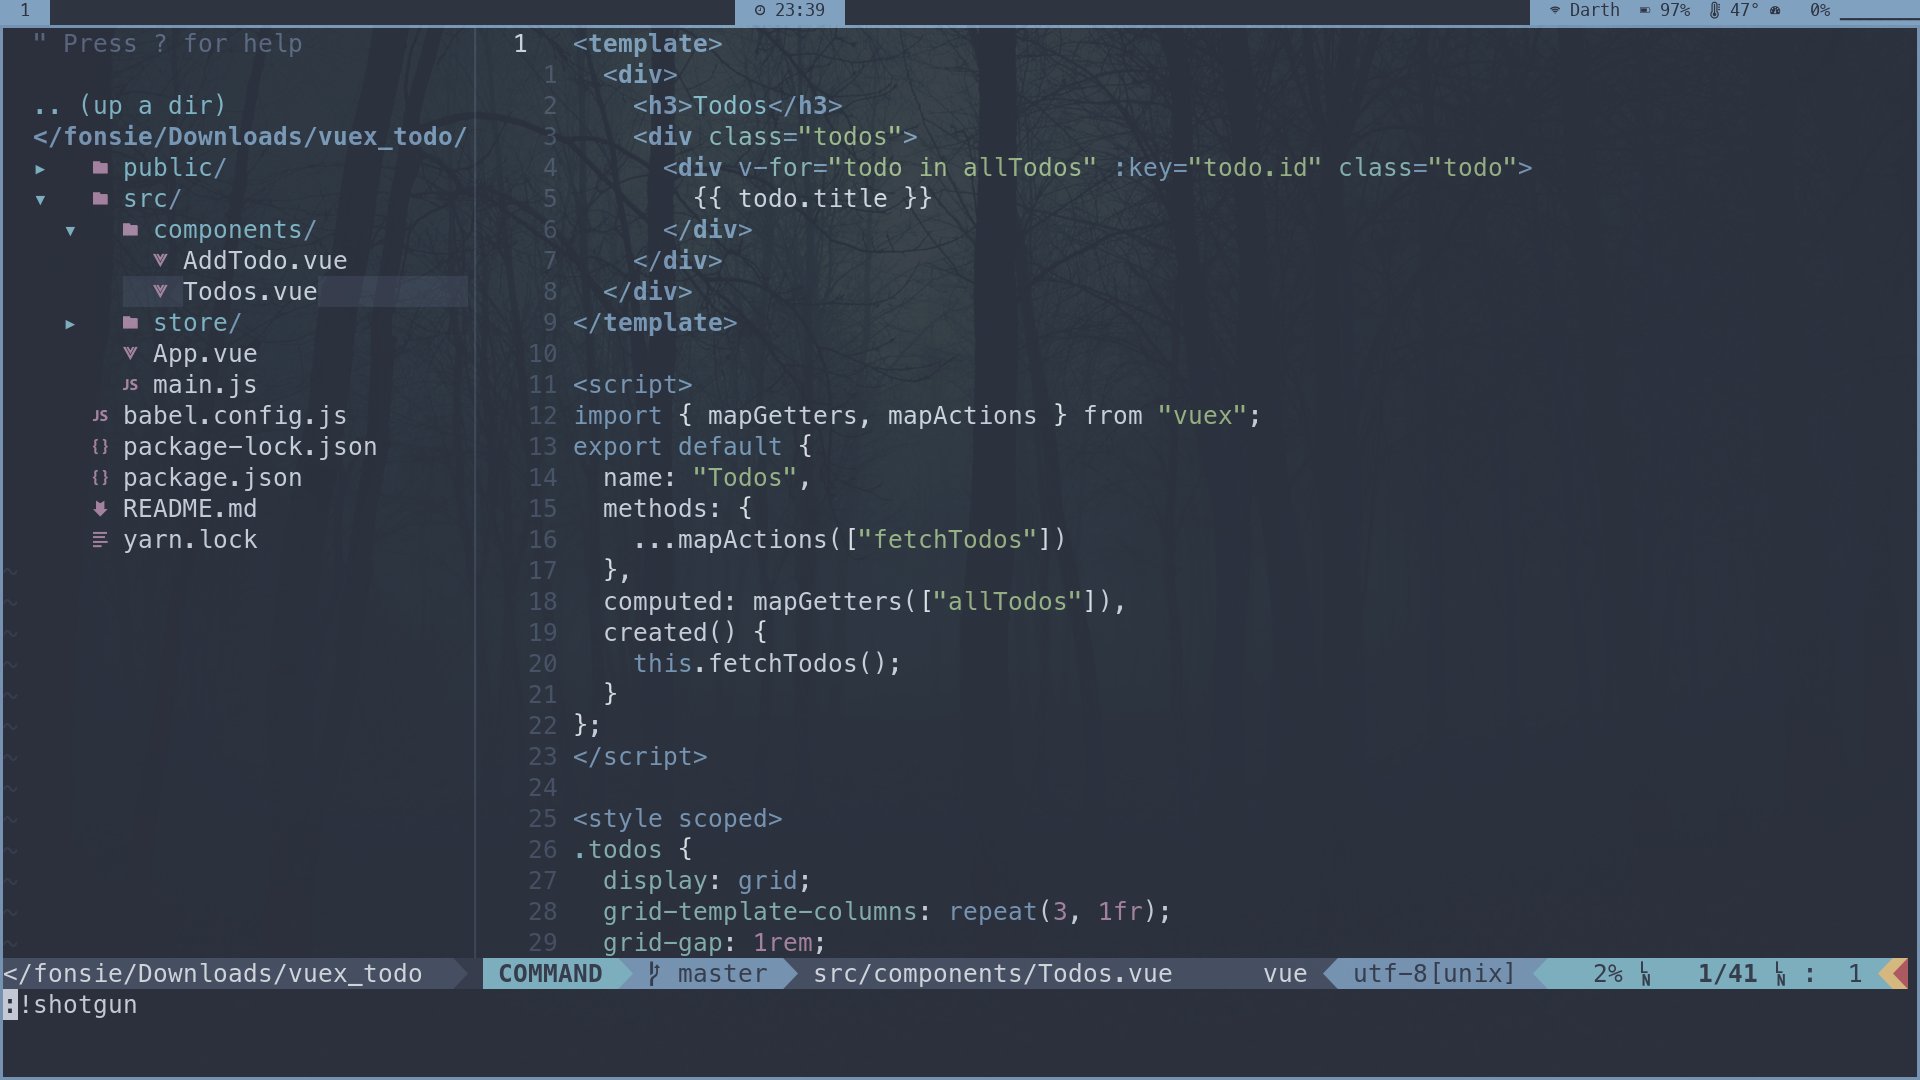 1
23:39
Darth 97% 47° 0%
" Press ? for help
.. (up a dir)
</fonsie/Downloads/vuex_todo/
▸ public/
▾ src/
▾ components/
AddTodo.vue
Todos.vue
▸ store/
App.vue
JS main.js
JS babel.config.js
{} package-lock.json
{} package.json
README.md
yarn.lock
~
~
~
~
~
~
~
~
~
~
~
~
~
1 <template>
1 <div>
2 <h3>Todos</h3>
3 <div class="todos">
4 <div v-for="todo in allTodos" :key="todo.id" class="todo">
5 {{ todo.title }}
6 </div>
7 </div>
8 </div>
9 </template>
10
11 <script>
12 import { mapGetters, mapActions } from "vuex";
13 export default {
14 name: "Todos",
15 methods: {
16 ...mapActions(["fetchTodos"])
17 },
18 computed: mapGetters(["allTodos"]),
19 created() {
20 this.fetchTodos();
21 }
22 };
23 </script>
24
25 <style scoped>
26 .todos {
27 display: grid;
28 grid-template-columns: repeat(3, 1fr);
29 grid-gap: 1rem;
</fonsie/Downloads/vuex_todo COMMAND master src/components/Todos.vue vue utf-8[unix] 2% LN 1/41 LN : 1
:!shotgun